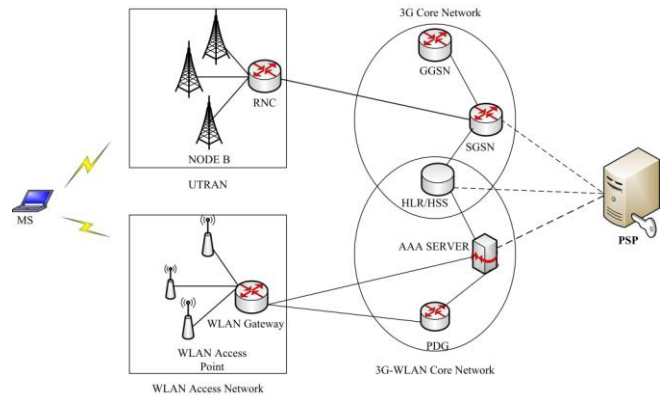 3G Core Network
GGSN
RNC
SGSN
NODE B
UTRAN
MS
HLR/HSS
PSP
AAA SERVER
WLAN Gateway
PDG
WLAN Access
Point
WLAN Access Network
3G-WLAN Core Network